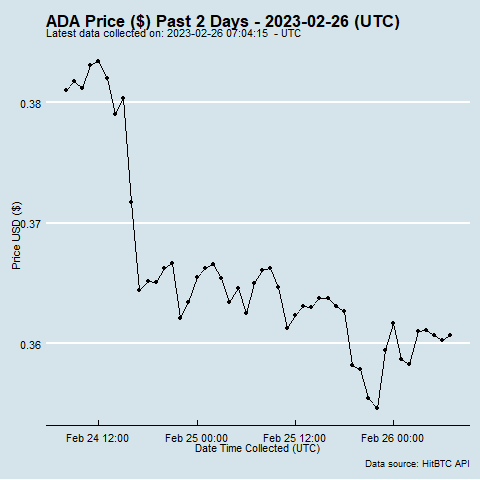 ADA Price ($) Past 2 Days - 2023-02-26 (UTC)
Latest data collected on: 2023-02-26 07:04:15 - UTC
0.38
0.37
0.36
Price USD ($)
Feb 24 12:00 Feb 25 00:00 Feb 25 12:00 Feb 26 00:00
Date Time Collected (UTC)
Data source: HitBTC API